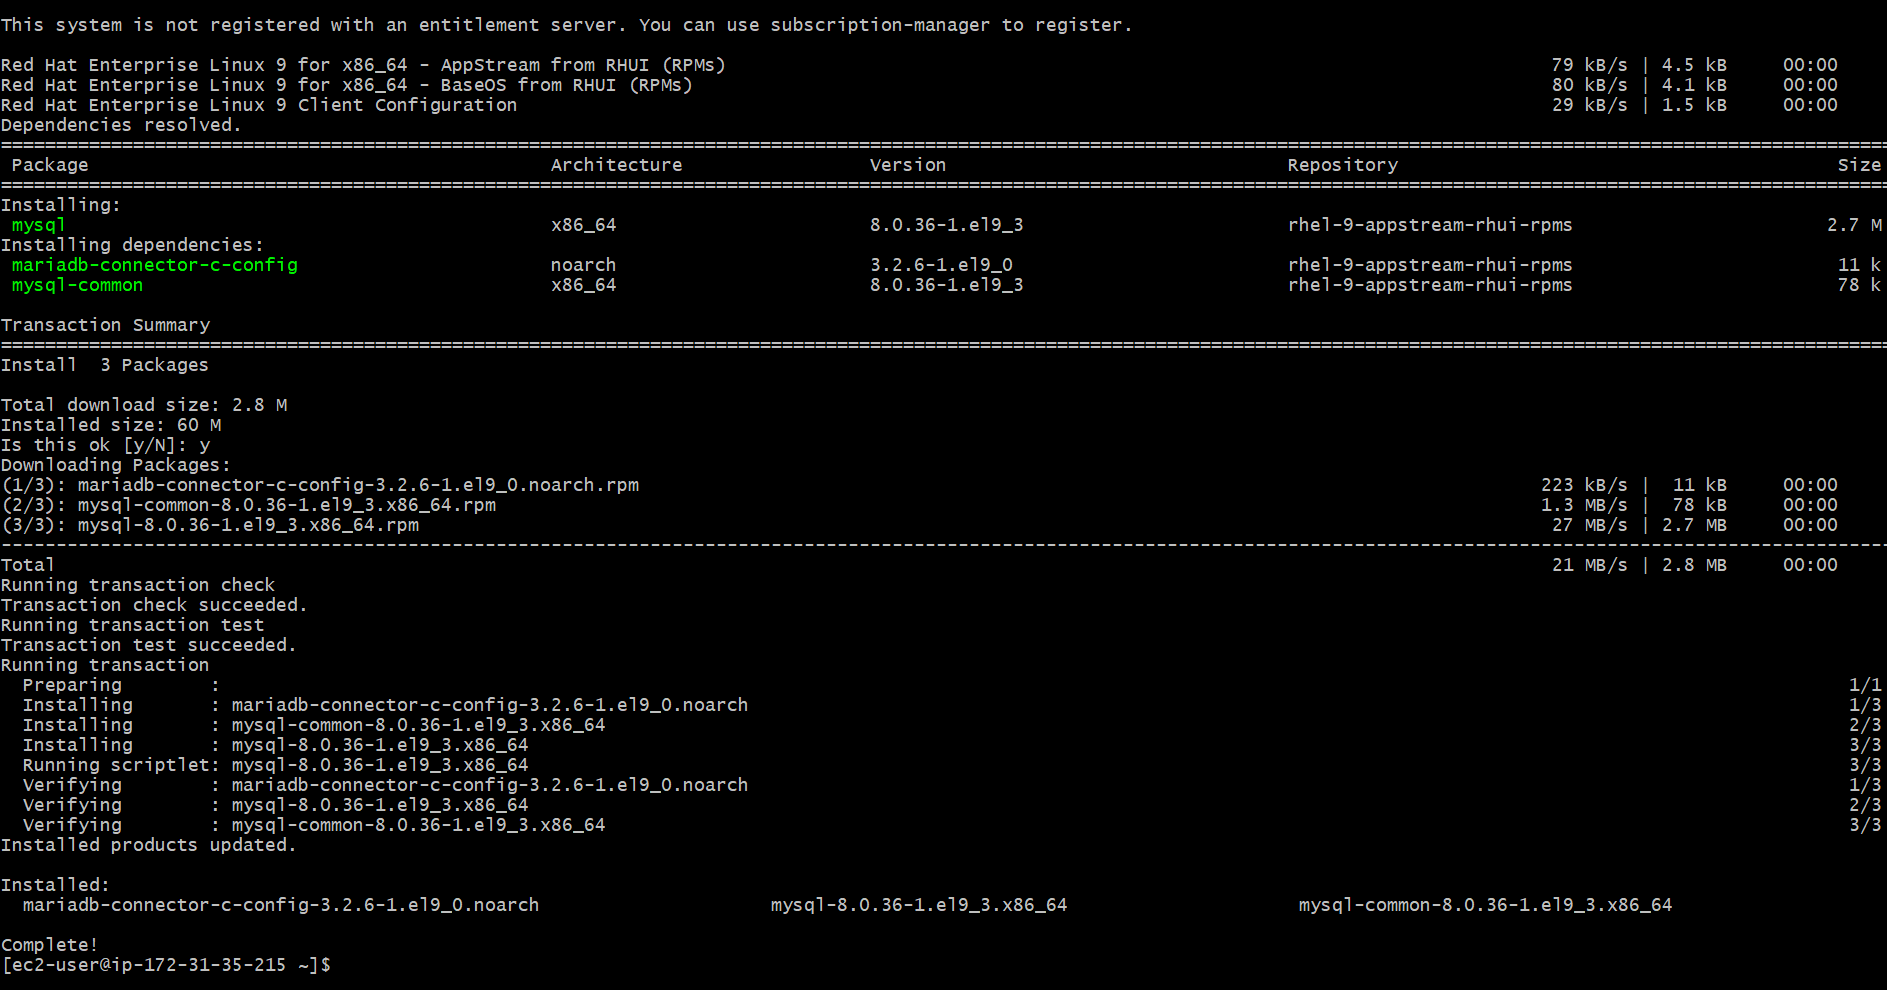 This system is not registered with an entitlement server. You can use subscription-manager to register.
Red Hat Enterprise Linux 9 for x86_64 - AppStream from RHUI (RPMs) 79 kB/s | 4.5 kB 00:00
Red Hat Enterprise Linux 9 for x86_64 - BaseOS from RHUI (RPMs) 80 kB/s | 4.1 kB 00:00
Red Hat Enterprise Linux 9 Client Configuration 29 kB/s | 1.5 kB 00:00
Dependencies resolved.
Package Architecture Version Repository Size
Installing:
mysql x86_64 8.0.36-1.el9_3 rhel-9-appstream-rhui-rpms 2.7 M
Installing dependencies:
mariadb-connector-c-config noarch 3.2.6-1.el9_0 rhel-9-appstream-rhui-rpms 11 k
mysql-common x86_64 8.0.36-1.el9_3 rhel-9-appstream-rhui-rpms 78 k
Transaction Summary
Install 3 Packages
Total download size: 2.8 M
Installed size: 60 M
Is this ok [y/N]: y
Downloading Packages:
(1/3): mariadb-connector-c-config-3.2.6-1.el9_0.noarch.rpm 223 kB/s | 11 kB 00:00
(2/3): mysql-common-8.0.36-1.el9_3.x86_64.rpm 1.3 MB/s | 78 kB 00:00
(3/3): mysql-8.0.36-1.el9_3.x86_64.rpm 27 MB/s | 2.7 MB 00:00
Total 21 MB/s | 2.8 MB 00:00
Running transaction check
Transaction check succeeded.
Running transaction test
Transaction test succeeded.
Running transaction
Preparing : 1/1
Installing : mariadb-connector-c-config-3.2.6-1.el9_0.noarch 1/3
Installing : mysql-common-8.0.36-1.el9_3.x86_64 2/3
Installing : mysql-8.0.36-1.el9_3.x86_64 3/3
Running scriptlet: mysql-8.0.36-1.el9_3.x86_64 3/3
Verifying : mariadb-connector-c-config-3.2.6-1.el9_0.noarch 1/3
Verifying : mysql-8.0.36-1.el9_3.x86_64 2/3
Verifying : mysql-common-8.0.36-1.el9_3.x86_64 3/3
Installed products updated.
Installed:
mariadb-connector-c-config-3.2.6-1.el9_0.noarch mysql-8.0.36-1.el9_3.x86_64 mysql-common-8.0.36-1.el9_3.x86_64
Complete!
[ec2-user@ip-172-31-35-215 ~]$